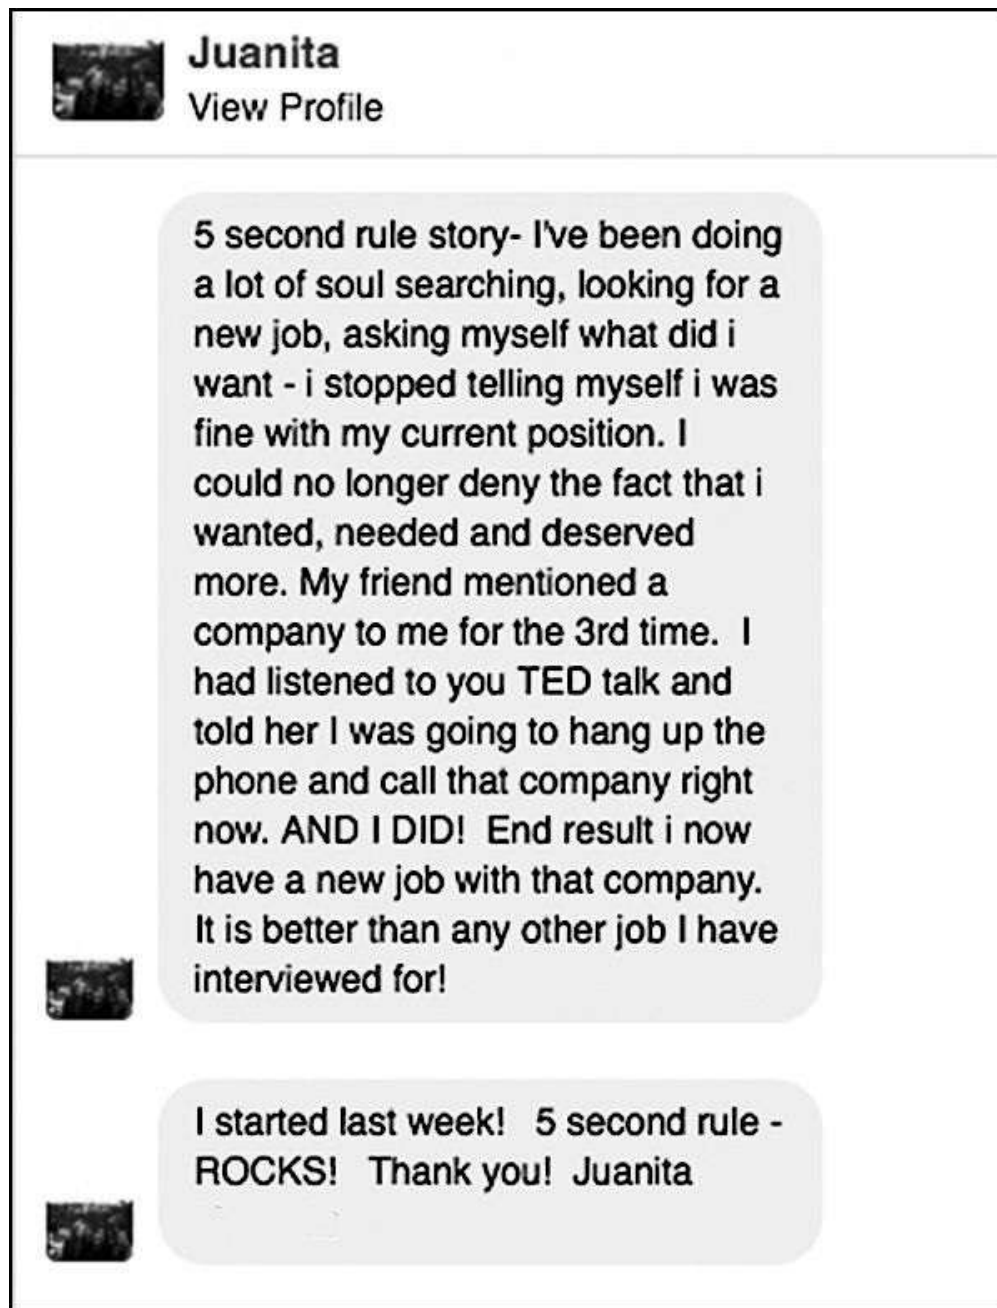 Juanita
View Profile
5 second rule story- I've been doing
a lot of soul searching, looking for a
new job, asking myself what did i
want - i stopped telling myself i was
fine with my current position. I
could no longer deny the fact that i
wanted, needed and deserved
more. My friend mentioned a
company to me for the 3rd time.  I
had listened to you TED talk and
told her I was going to hang up the
phone and call that company right
now. AND I DID!  End result i now
have a new job with that company.
It is better than any other job I have
interviewed for!
I started last week!   5 second rule -
ROCKS!   Thank you!  Juanita